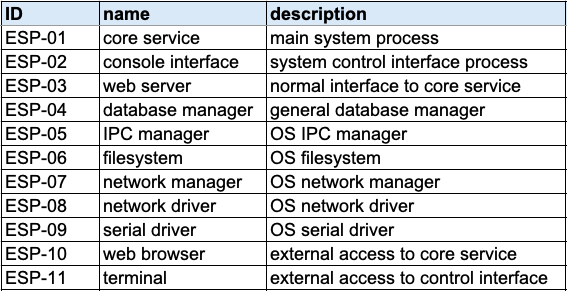 ID name description
ESP-01 core service main system process
ESP-02 console interface system control interface process
ESP-03 web server normal interface to core service
ESP-04 database manager general database manager
ESP-05 IPC manager OS IPC manager
ESP-06 filesystem OS filesystem
ESP-07 network manager OS network manager
ESP-08 network driver OS network driver
ESP-09 serial driver OS serial driver
ESP-10 web browser external access to core service
ESP-11 terminal external access to control interface